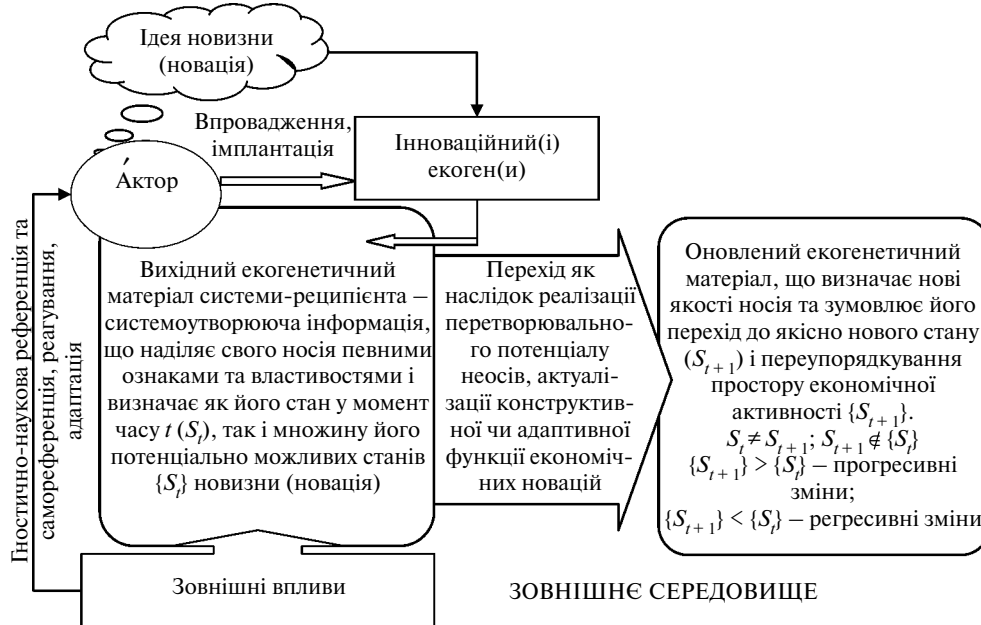 Ідея новизни
(новація)
Впровадження,
імплантація
Інноваційний(і)
екоген(и)
А́ктор
Гностично-наукова референція та
самореференція, реагування,
адаптація
Вихідний екогенетичний
матеріал системи-реципієнта –
системоутворююча інформація,
що наділяє свого носія певними
ознаками та властивостями і
визначає як його стан у момент
часу t (Sₜ), так і множину його
потенціально можливих станів
{Sₜ} новизни (новація)
Перехід як
наслідок реалізації
перетворювально-
го потенціалу
неосів, актуалі-
зації конструктив-
ної чи адаптивної
функції економіч-
них новацій
Оновлений екогенетичний
матеріал, що визначає нові
якості носія та зумовлює його
перехід до якісно нового стану
(Sₜ₊₁) і переупорядкування
простору економічної
активності {Sₜ₊₁}.
Sₜ ≠ Sₜ₊₁; Sₜ₊₁ ∉ {Sₜ}
{Sₜ₊₁} > {Sₜ} – прогресивні
зміни;
{Sₜ₊₁} < {Sₜ} – регресивні зміни
Зовнішні впливи
ЗОВНІШНЄ СЕРЕДОВИЩЕ